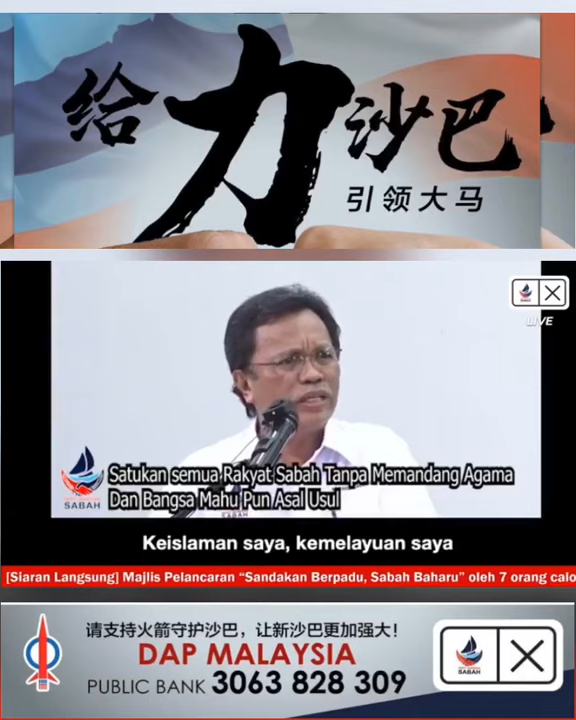 给力沙巴
引领大马
LIVE
Satukan semua Rakyat Sabah Tanpa Memandang Agama
Dan Bangsa Mahu Pun Asal Usul
SABAH
Keislaman saya, kemelayuan saya
[Siaran Langsung] Majlis Pelancaran “Sandakan Berpadu, Sabah Baharu” oleh 7 orang calo
请支持火箭守护沙巴，让新沙巴更加强大！
DAP MALAYSIA
PUBLIC BANK 3063 828 309
SABAH